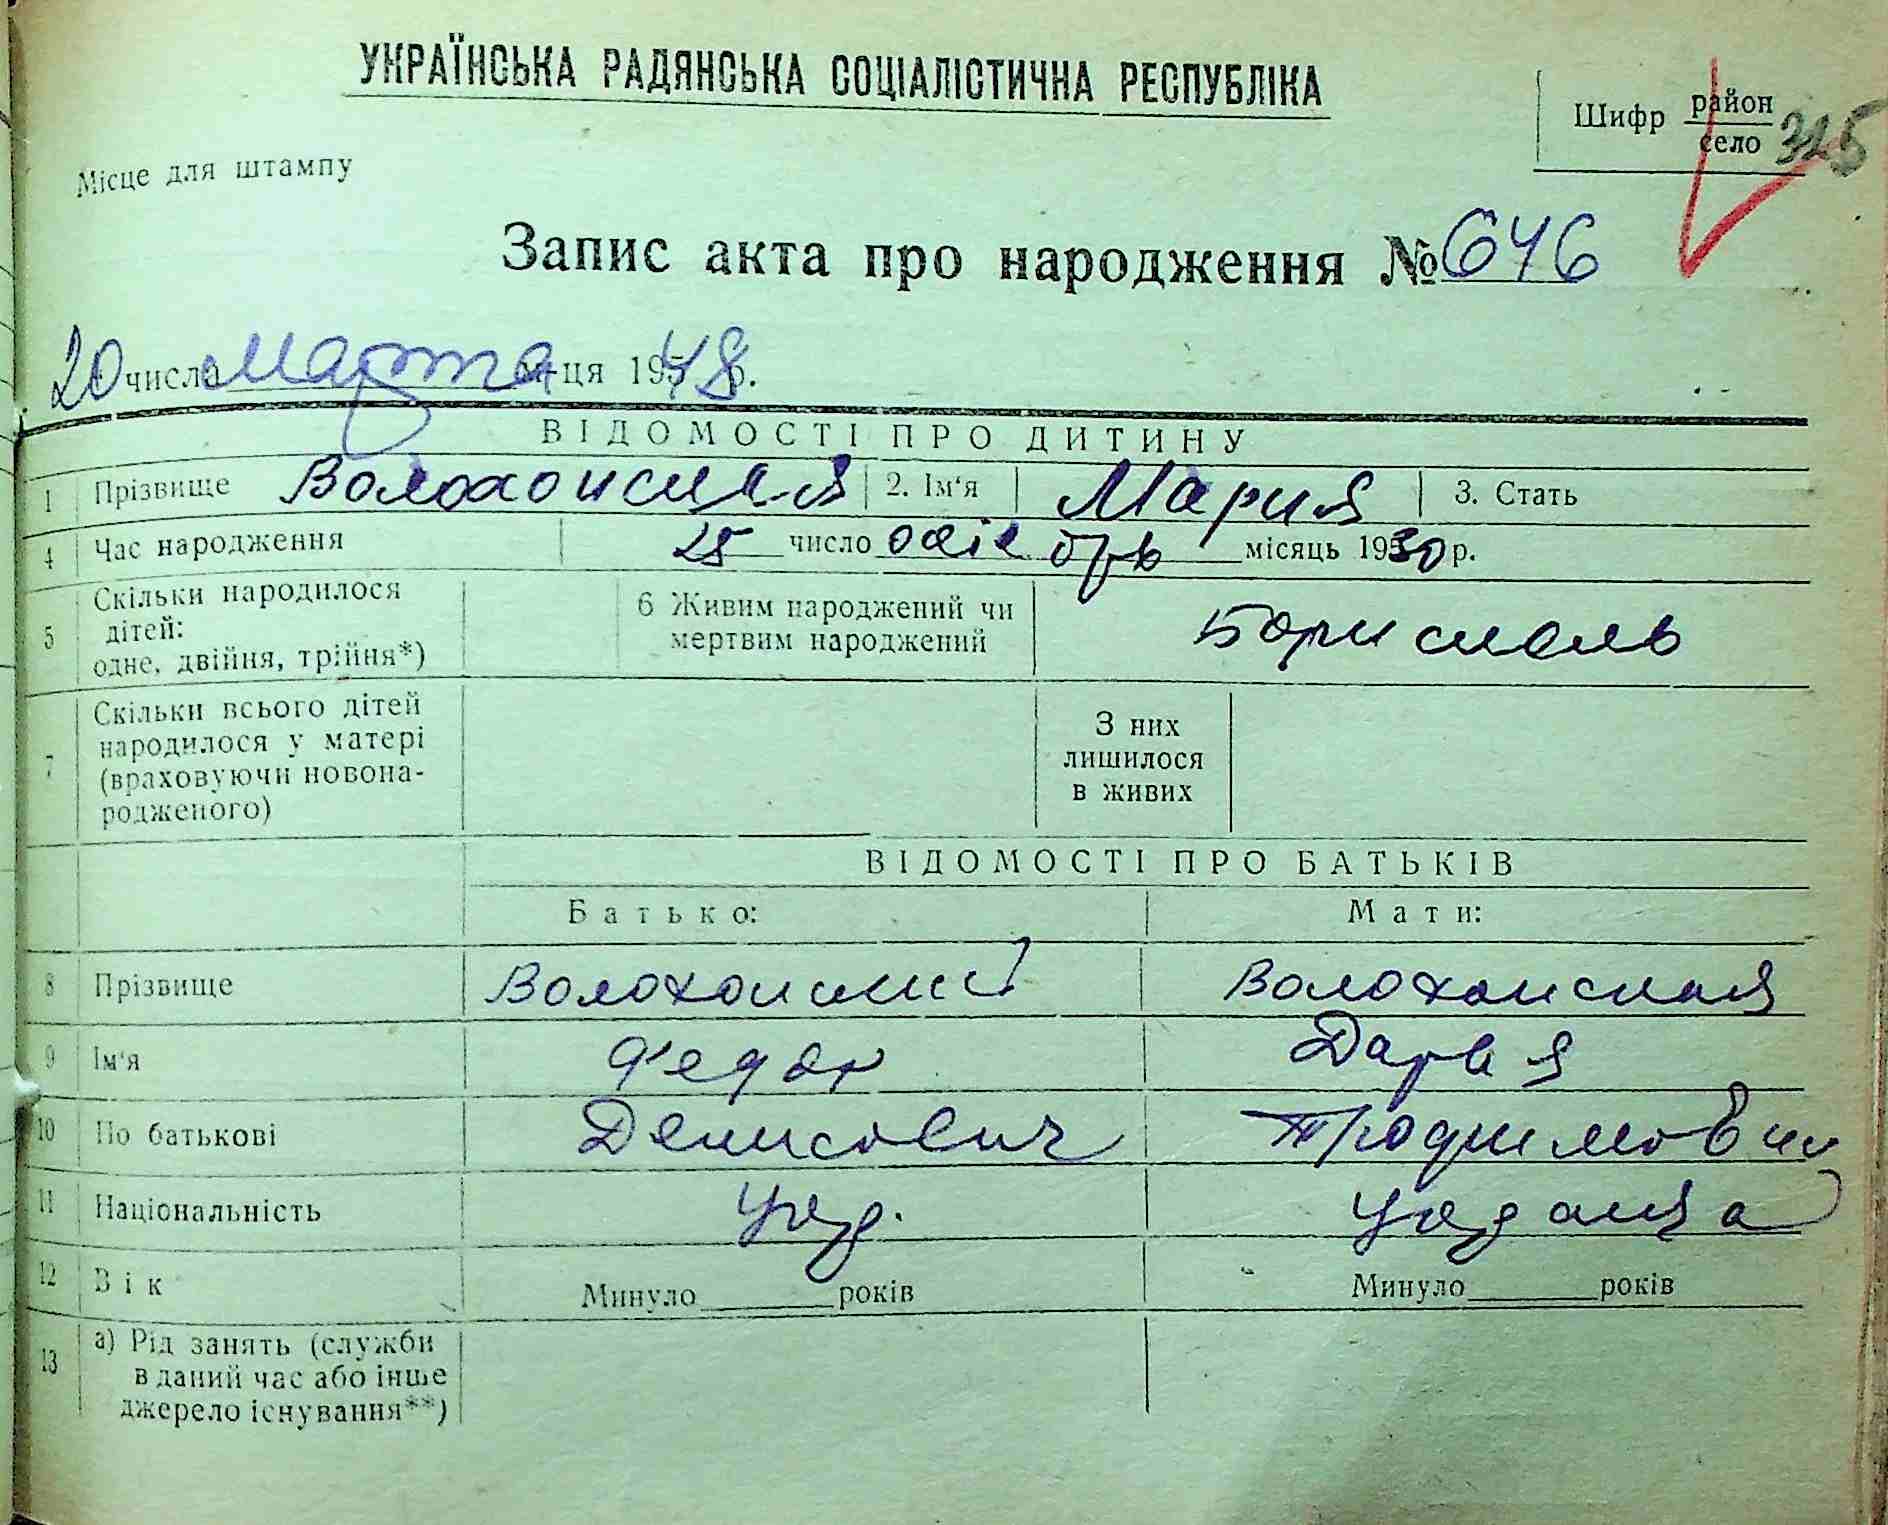 УКРАЇНСЬКА РАДЯНСЬКА СОЦІАЛІСТИЧНА РЕСПУБЛІКА
Шифр район село 325
Місце для штампу
Запис акта про народження № 646
20 числа марта м-ця 1948 р.
ВІДОМОСТІ ПРО ДИТИНУ
1 Прізвище 2. Ім'я Мария 3. Стать
4 Час народження 25 число октябрь місяць 1930 р.
5 Скільки народилося дітей: одне, двійня, трійня*) 6 Живим народжений чи мертвим народжений Борисполь
7 Скільки всього дітей народилося у матері (враховуючи новонародженого) З них лишилося в живих
ВІДОМОСТІ ПРО БАТЬКІВ
Батько: Мати:
8 Прізвище
9 Ім'я Федор Дарья
10 По батькові Денисович Трофимовна
11 Національність Укр. Украинка
12 Вік Минуло років Минуло років
13 а) Рід занять (служби в даний час або інше джерело існування**)